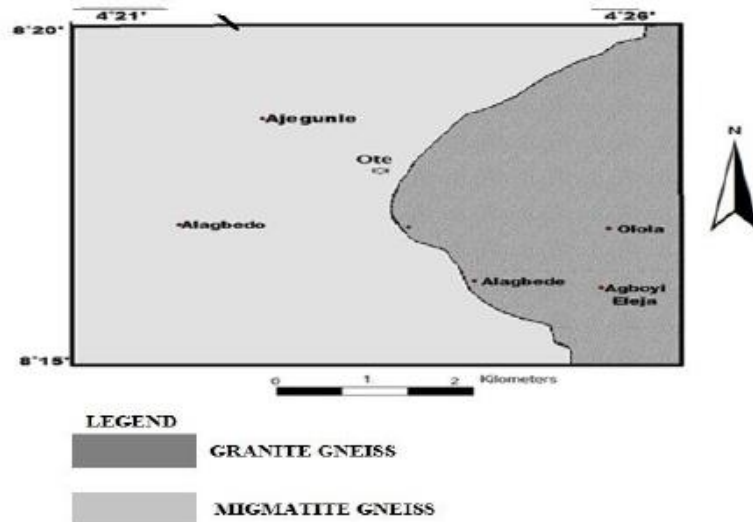 4°21' 4°26'
8°20'
N
Ajegunle
Ote
Alagbedo
Olola
Alagbede
Agboyi
Eleja
8°15'
0 1 2 Kilometers
LEGEND
GRANITE GNEISS
MIGMATITE GNEISS